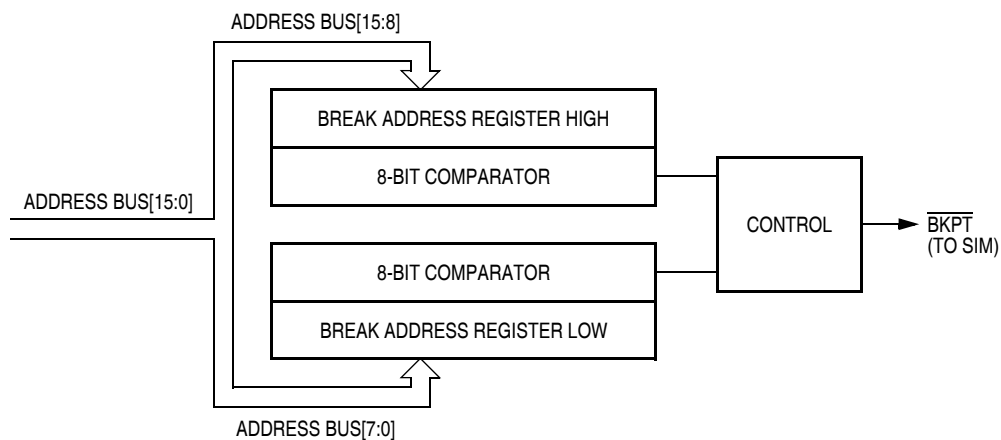 ADDRESS BUS[15:8]
BREAK ADDRESS REGISTER HIGH
8-BIT COMPARATOR
ADDRESS BUS[15:0]
CONTROL
BKPT
(TO SIM)
8-BIT COMPARATOR
BREAK ADDRESS REGISTER LOW
ADDRESS BUS[7:0]